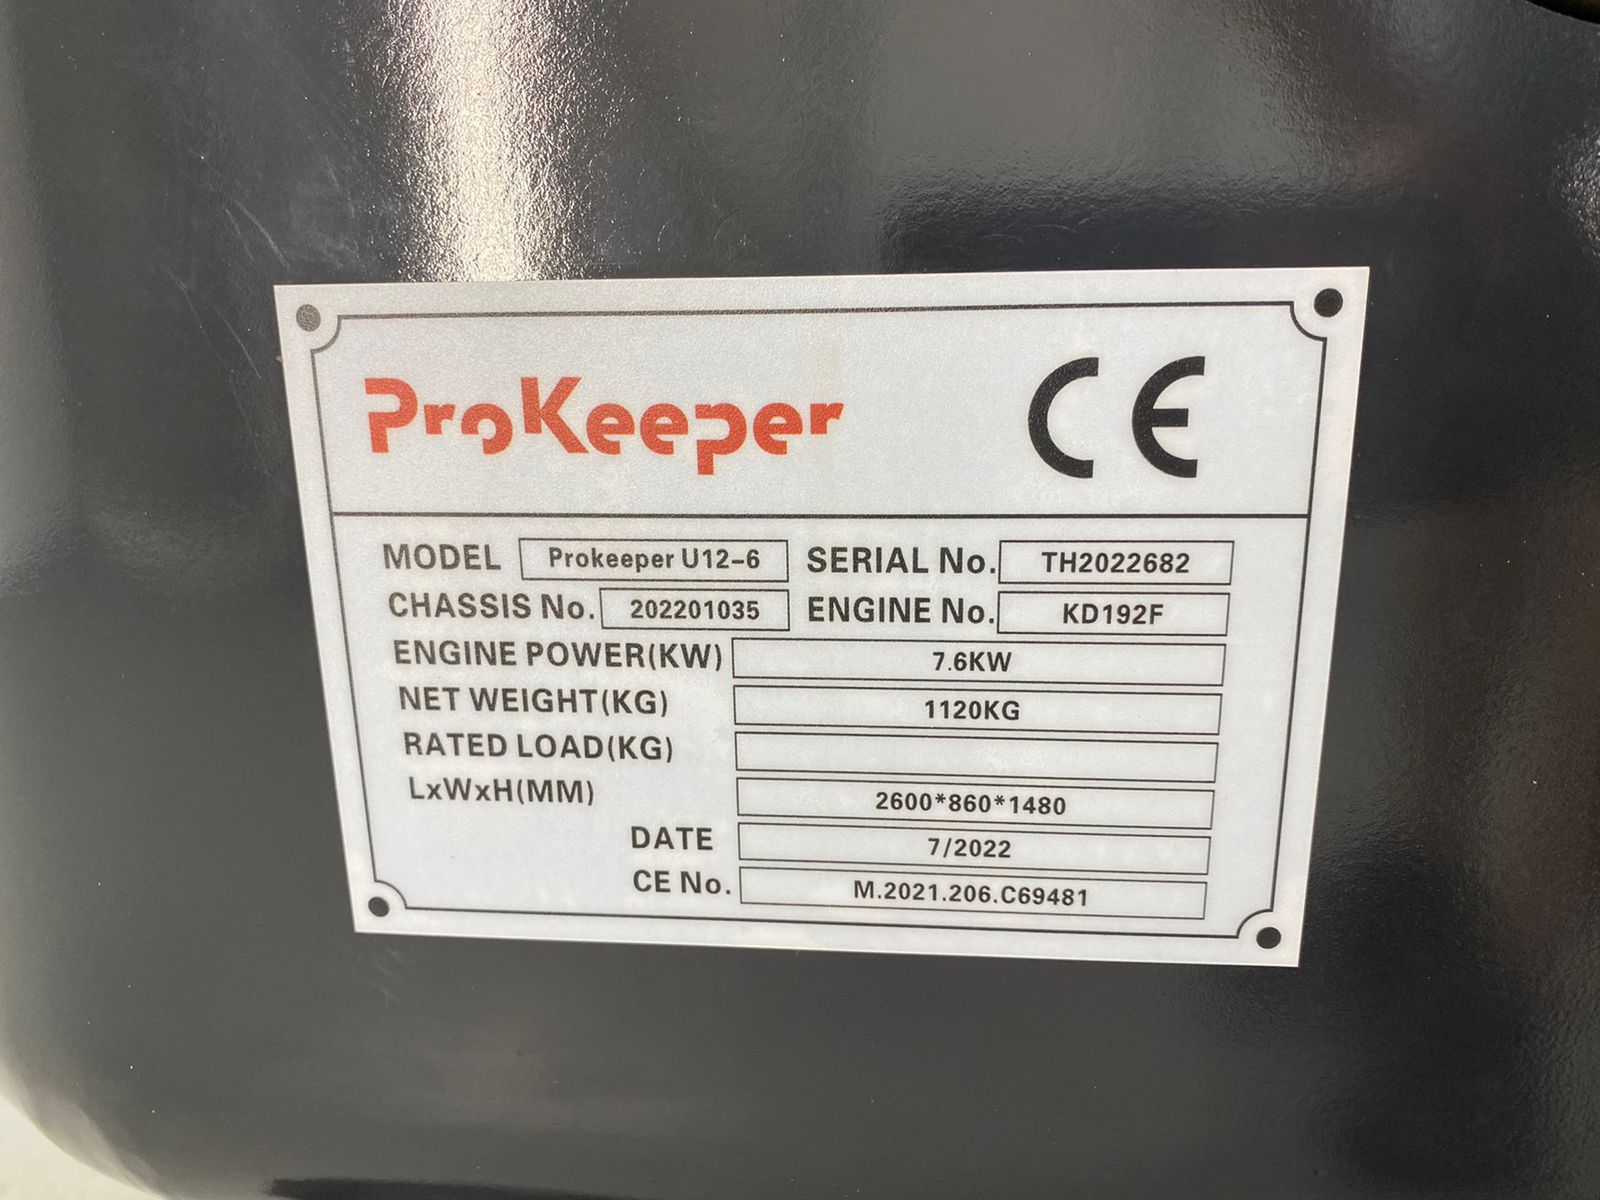 ProKeeper CE
MODEL Prokeeper U12-6 SERIAL No. TH2022682
CHASSIS No. 202201035 ENGINE No. KD192F
ENGINE POWER(KW) 7.6KW
NET WEIGHT(KG) 1120KG
RATED LOAD(KG)
LxWxH(MM) 2600*860*1480
DATE 7/2022
CE No. M.2021.206.C69481